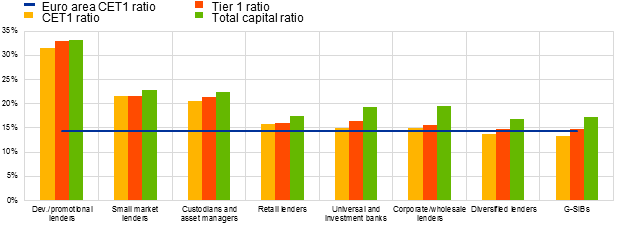 Euro area CET1 ratio
Tier 1 ratio
CET1 ratio
Total capital ratio
35%
30%
25%
20%
15%
10%
5%
0%
Dev./promotional lenders
Small market lenders
Custodians and asset managers
Retail lenders
Universal and investment banks
Corporate/wholesale lenders
Diversified lenders
G-SIBs